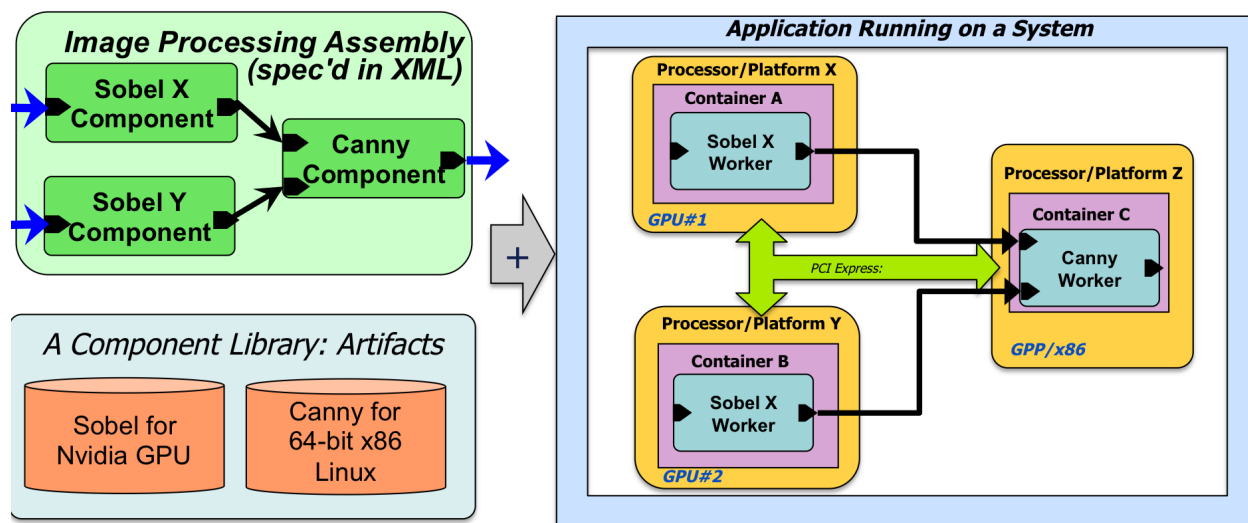 Image Processing Assembly
(spec'd in XML)
Sobel X
Component
Canny
Component
Sobel Y
Component
A Component Library: Artifacts
Sobel for
Nvidia GPU
Canny for
64-bit x86
Linux
+
Application Running on a System
Processor/Platform X
Container A
Sobel X
Worker
GPU#1
PCI Express:
Processor/Platform Y
Container B
Sobel X
Worker
GPU#2
Processor/Platform Z
Container C
Canny
Worker
GPP/x86